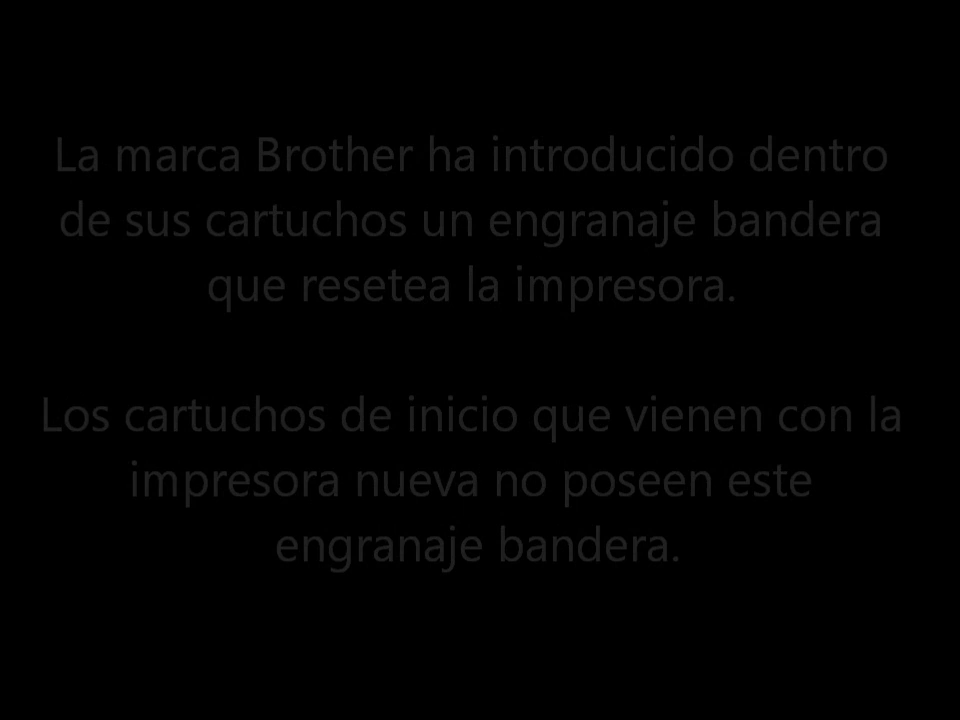 La marca Brother ha introducido dentro
de sus cartuchos un engranaje bandera
que resetea la impresora.
Los cartuchos de inicio que vienen con la
impresora nueva no poseen este
engranaje bandera.